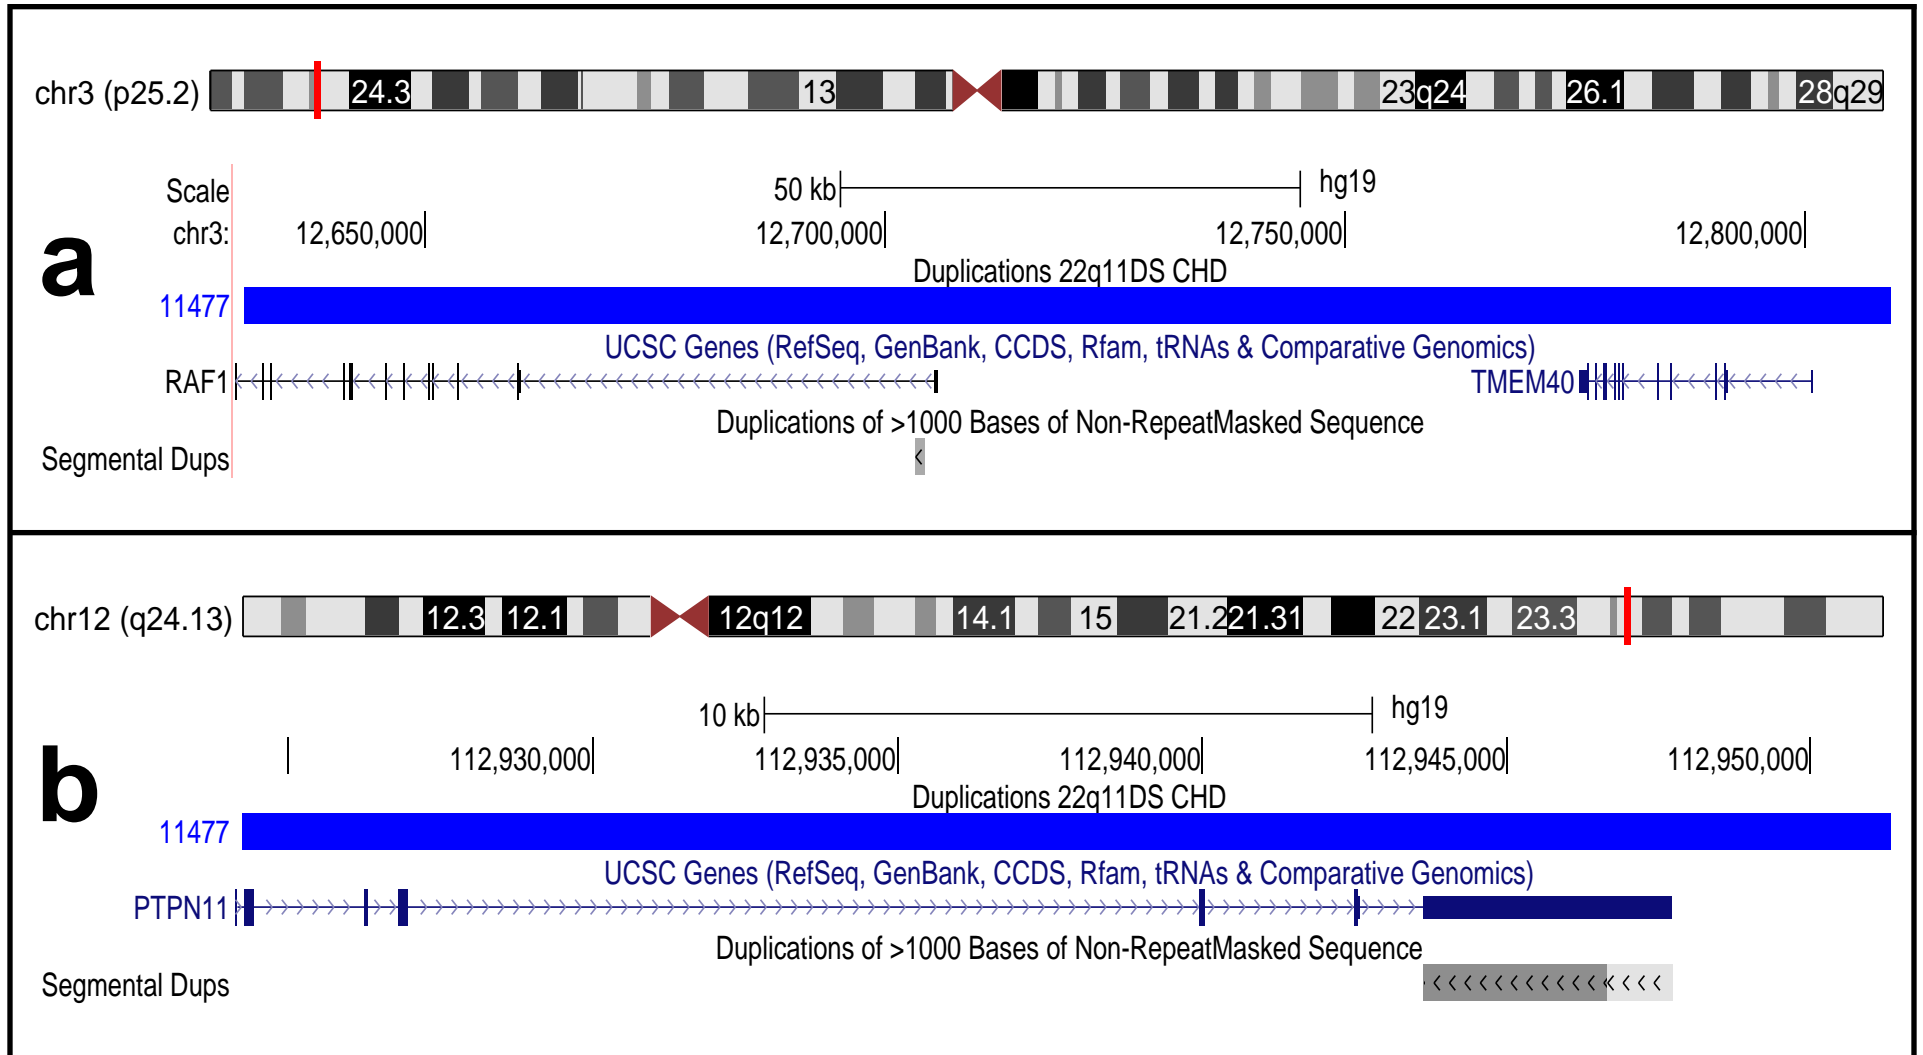 chr3 (p25.2) 24.3 13 23 q24 26.1 28 q29
Scale 50 kb hg19
chr3: 12,650,000 12,700,000 12,750,000 12,800,000
a
Duplications 22q11DS CHD
11477
UCSC Genes (RefSeq, GenBank, CCDS, Rfam, tRNAs & Comparative Genomics)
RAF1 TMEM40
Duplications of >1000 Bases of Non-RepeatMasked Sequence
Segmental Dups
chr12 (q24.13) 12.3 12.1 12q12 14.1 15 21.2 21.31 22 23.1 23.3
10 kb hg19
112,930,000 112,935,000 112,940,000 112,945,000 112,950,000
b
Duplications 22q11DS CHD
11477
UCSC Genes (RefSeq, GenBank, CCDS, Rfam, tRNAs & Comparative Genomics)
PTPN11
Duplications of >1000 Bases of Non-RepeatMasked Sequence
Segmental Dups